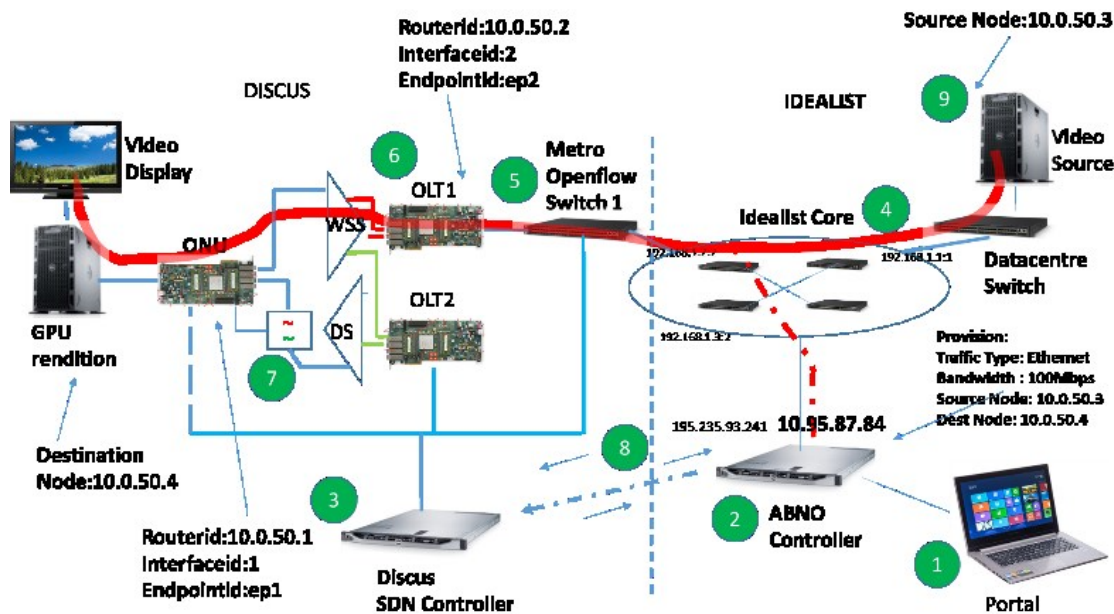 Routerid:10.0.50.2
Interfaceid:2
EndpointId:ep2
Source Node:10.0.50.3
DISCUS
IDEALIST
9
Video
Display
6
OLT1
5
Metro
Openflow
Switch 1
Video
Source
WSS
ONU
Idealist Core
4
192.168.1.1:1
Datacentre
Switch
OLT2
DS
GPU
rendition
7
192.168.1.3:2
Provision:
Traffic Type: Ethernet
Bandwidth : 100Mbps
Source Node: 10.0.50.3
Dest Node: 10.0.50.4
195.235.93.241
10.95.87.84
8
Destination
Node:10.0.50.4
3
2
ABNO
Controller
1
Portal
Routerid:10.0.50.1
Interfaceid:1
EndpointId:ep1
Discus
SDN Controller